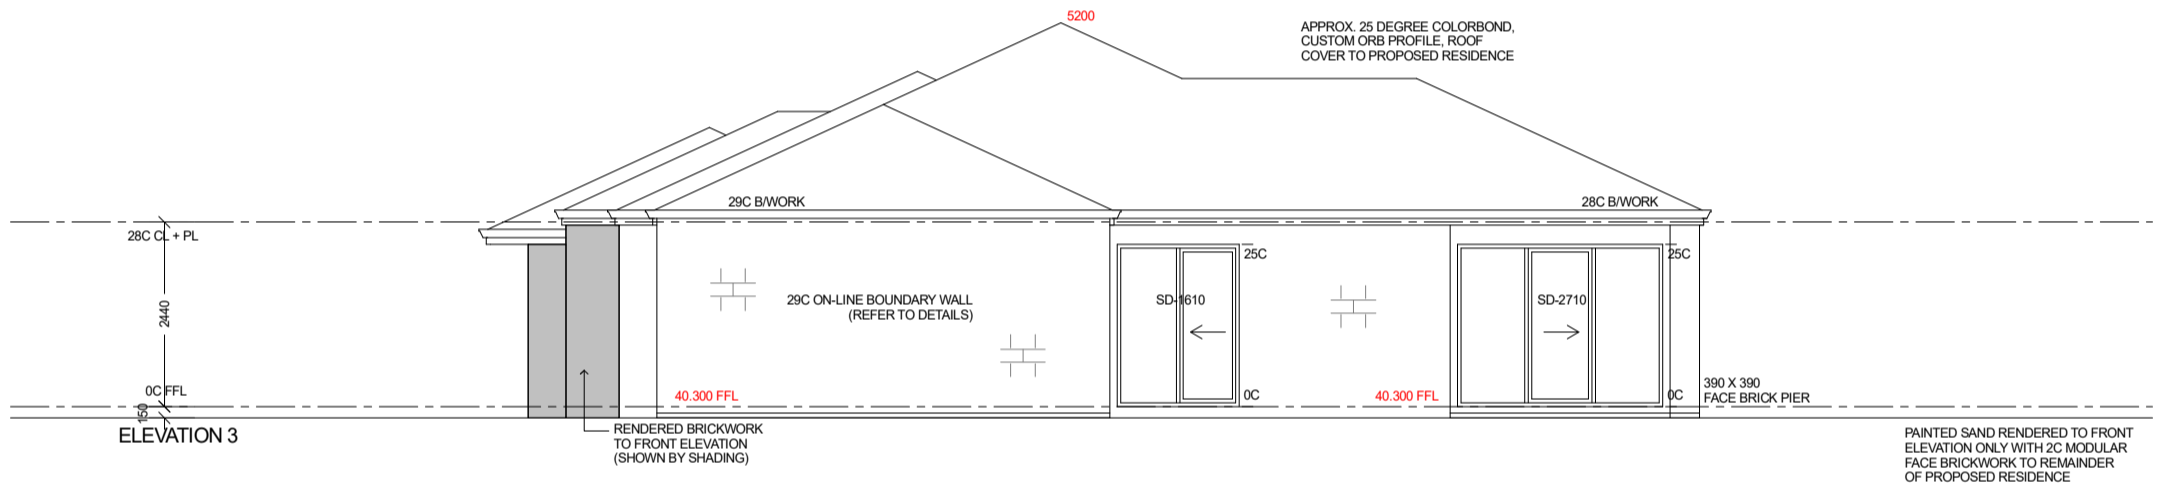 5200
APPROX. 25 DEGREE COLORBOND,
CUSTOM ORB PROFILE, ROOF
COVER TO PROPOSED RESIDENCE
29C B/WORK
28C B/WORK
28C CL + PL
25C
25C
2440
29C ON-LINE BOUNDARY WALL
(REFER TO DETAILS)
SD-1610
SD-2710
0C FFL
40.300 FFL
0C
40.300 FFL
0C
390 X 390
FACE BRICK PIER
150
ELEVATION 3
RENDERED BRICKWORK
TO FRONT ELEVATION
(SHOWN BY SHADING)
PAINTED SAND RENDERED TO FRONT
ELEVATION ONLY WITH 2C MODULAR
FACE BRICKWORK TO REMAINDER
OF PROPOSED RESIDENCE